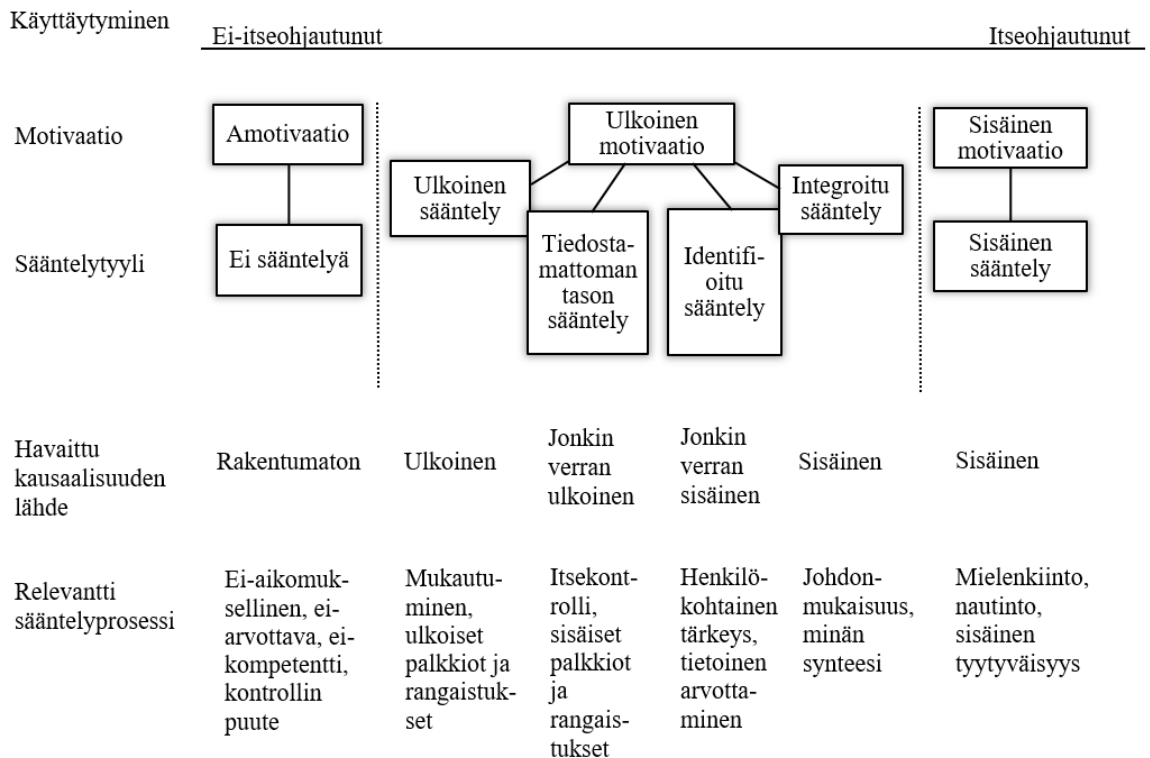 Käyttäytyminen
Ei-itseohjautunut
Itseohjautunut
Motivaatio
Amotivaatio
Ulkoinen
motivaatio
Sisäinen
motivaatio
Ulkoinen
sääntely
Integroitu
sääntely
Sääntelytyyli
Ei sääntelyä
Tiedosta-
mattoman
tason
sääntely
Identifi-
oitu
sääntely
Sisäinen
sääntely
Havaittu
kausaalisuuden
lähde
Rakentumaton
Ulkoinen
Jonkin
verran
ulkoinen
Jonkin
verran
sisäinen
Sisäinen
Sisäinen
Relevantti
sääntelyprosessi
Ei-aikomuk-
sellinen, ei-
arvottava, ei-
kompetentti,
kontrollin
puute
Mukautu-
minen,
ulkoiset
palkkiot ja
rangaistuk-
set
Itsekont-
rolli,
sisäiset
palkkiot
ja
rangais-
tukset
Henkilö-
kohtainen
tärkeys,
tietoinen
arvotta-
minen
Johdon-
mukaisuus,
minän
synteesi
Mielenkiinto,
nautinto,
sisäinen
tyytyväisyys